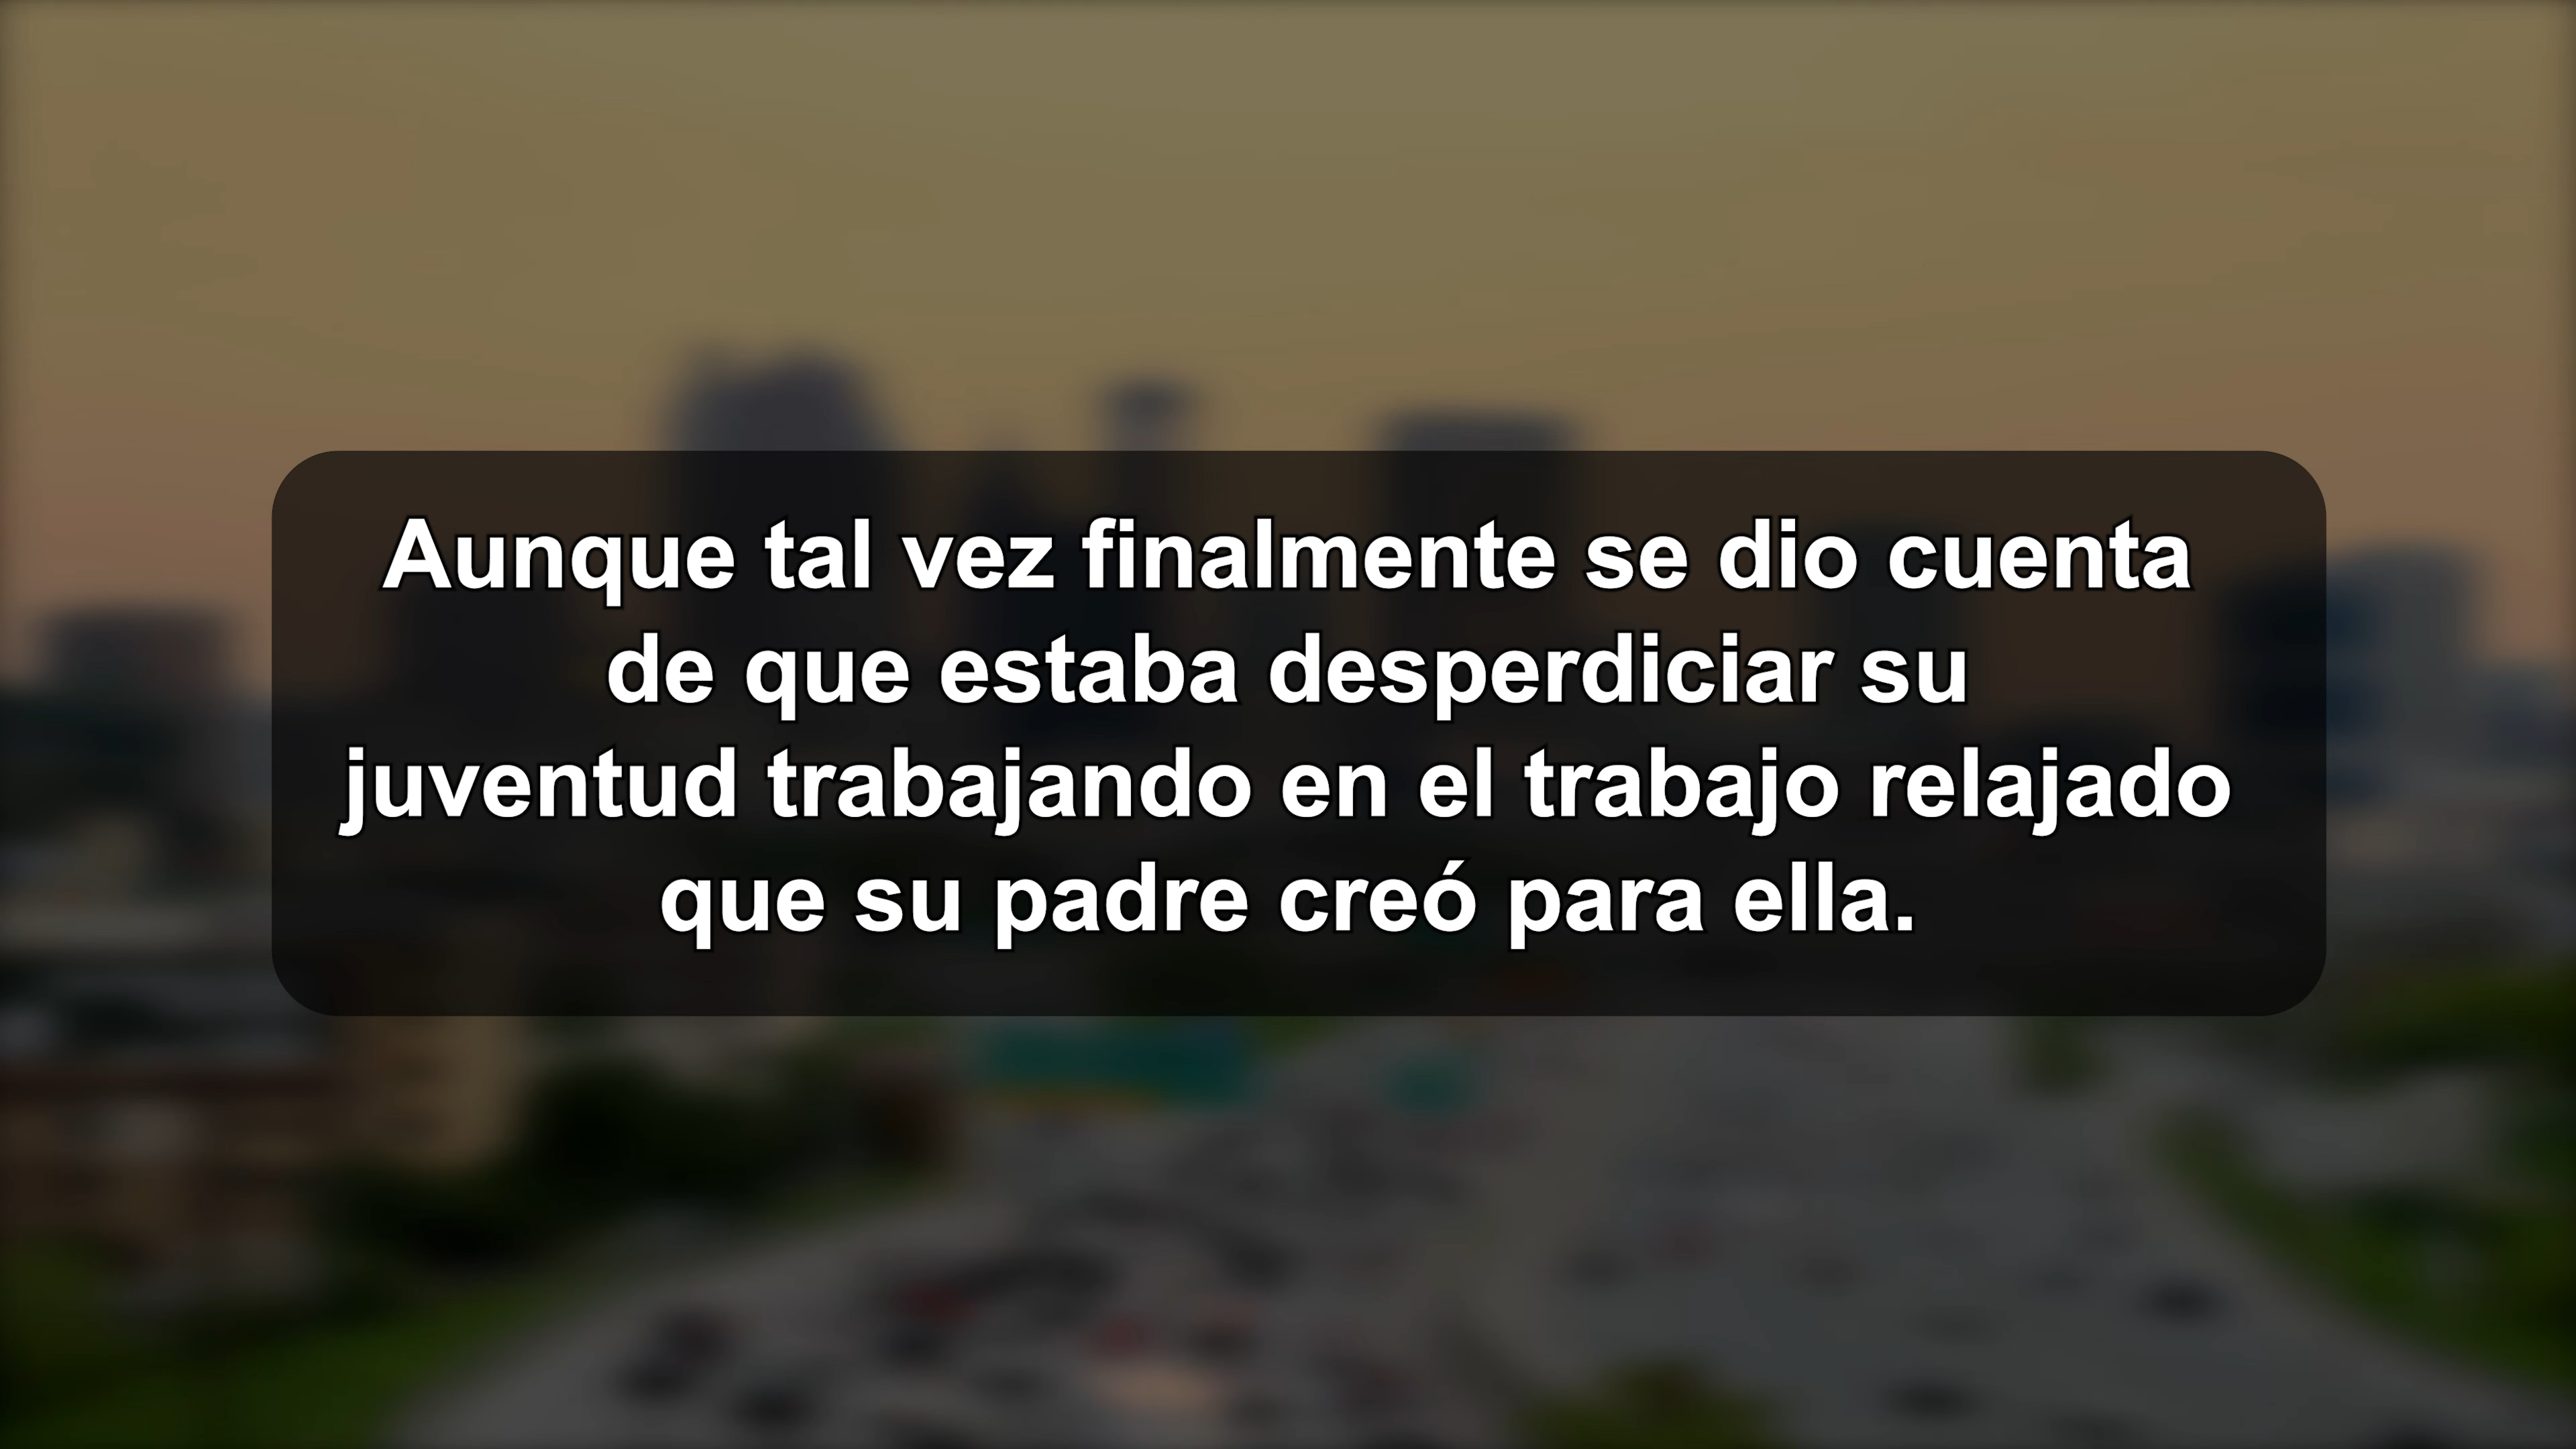 Aunque tal vez finalmente se dio cuenta
de que estaba desperdiciar su
juventud trabajando en el trabajo relajado
que su padre creó para ella.